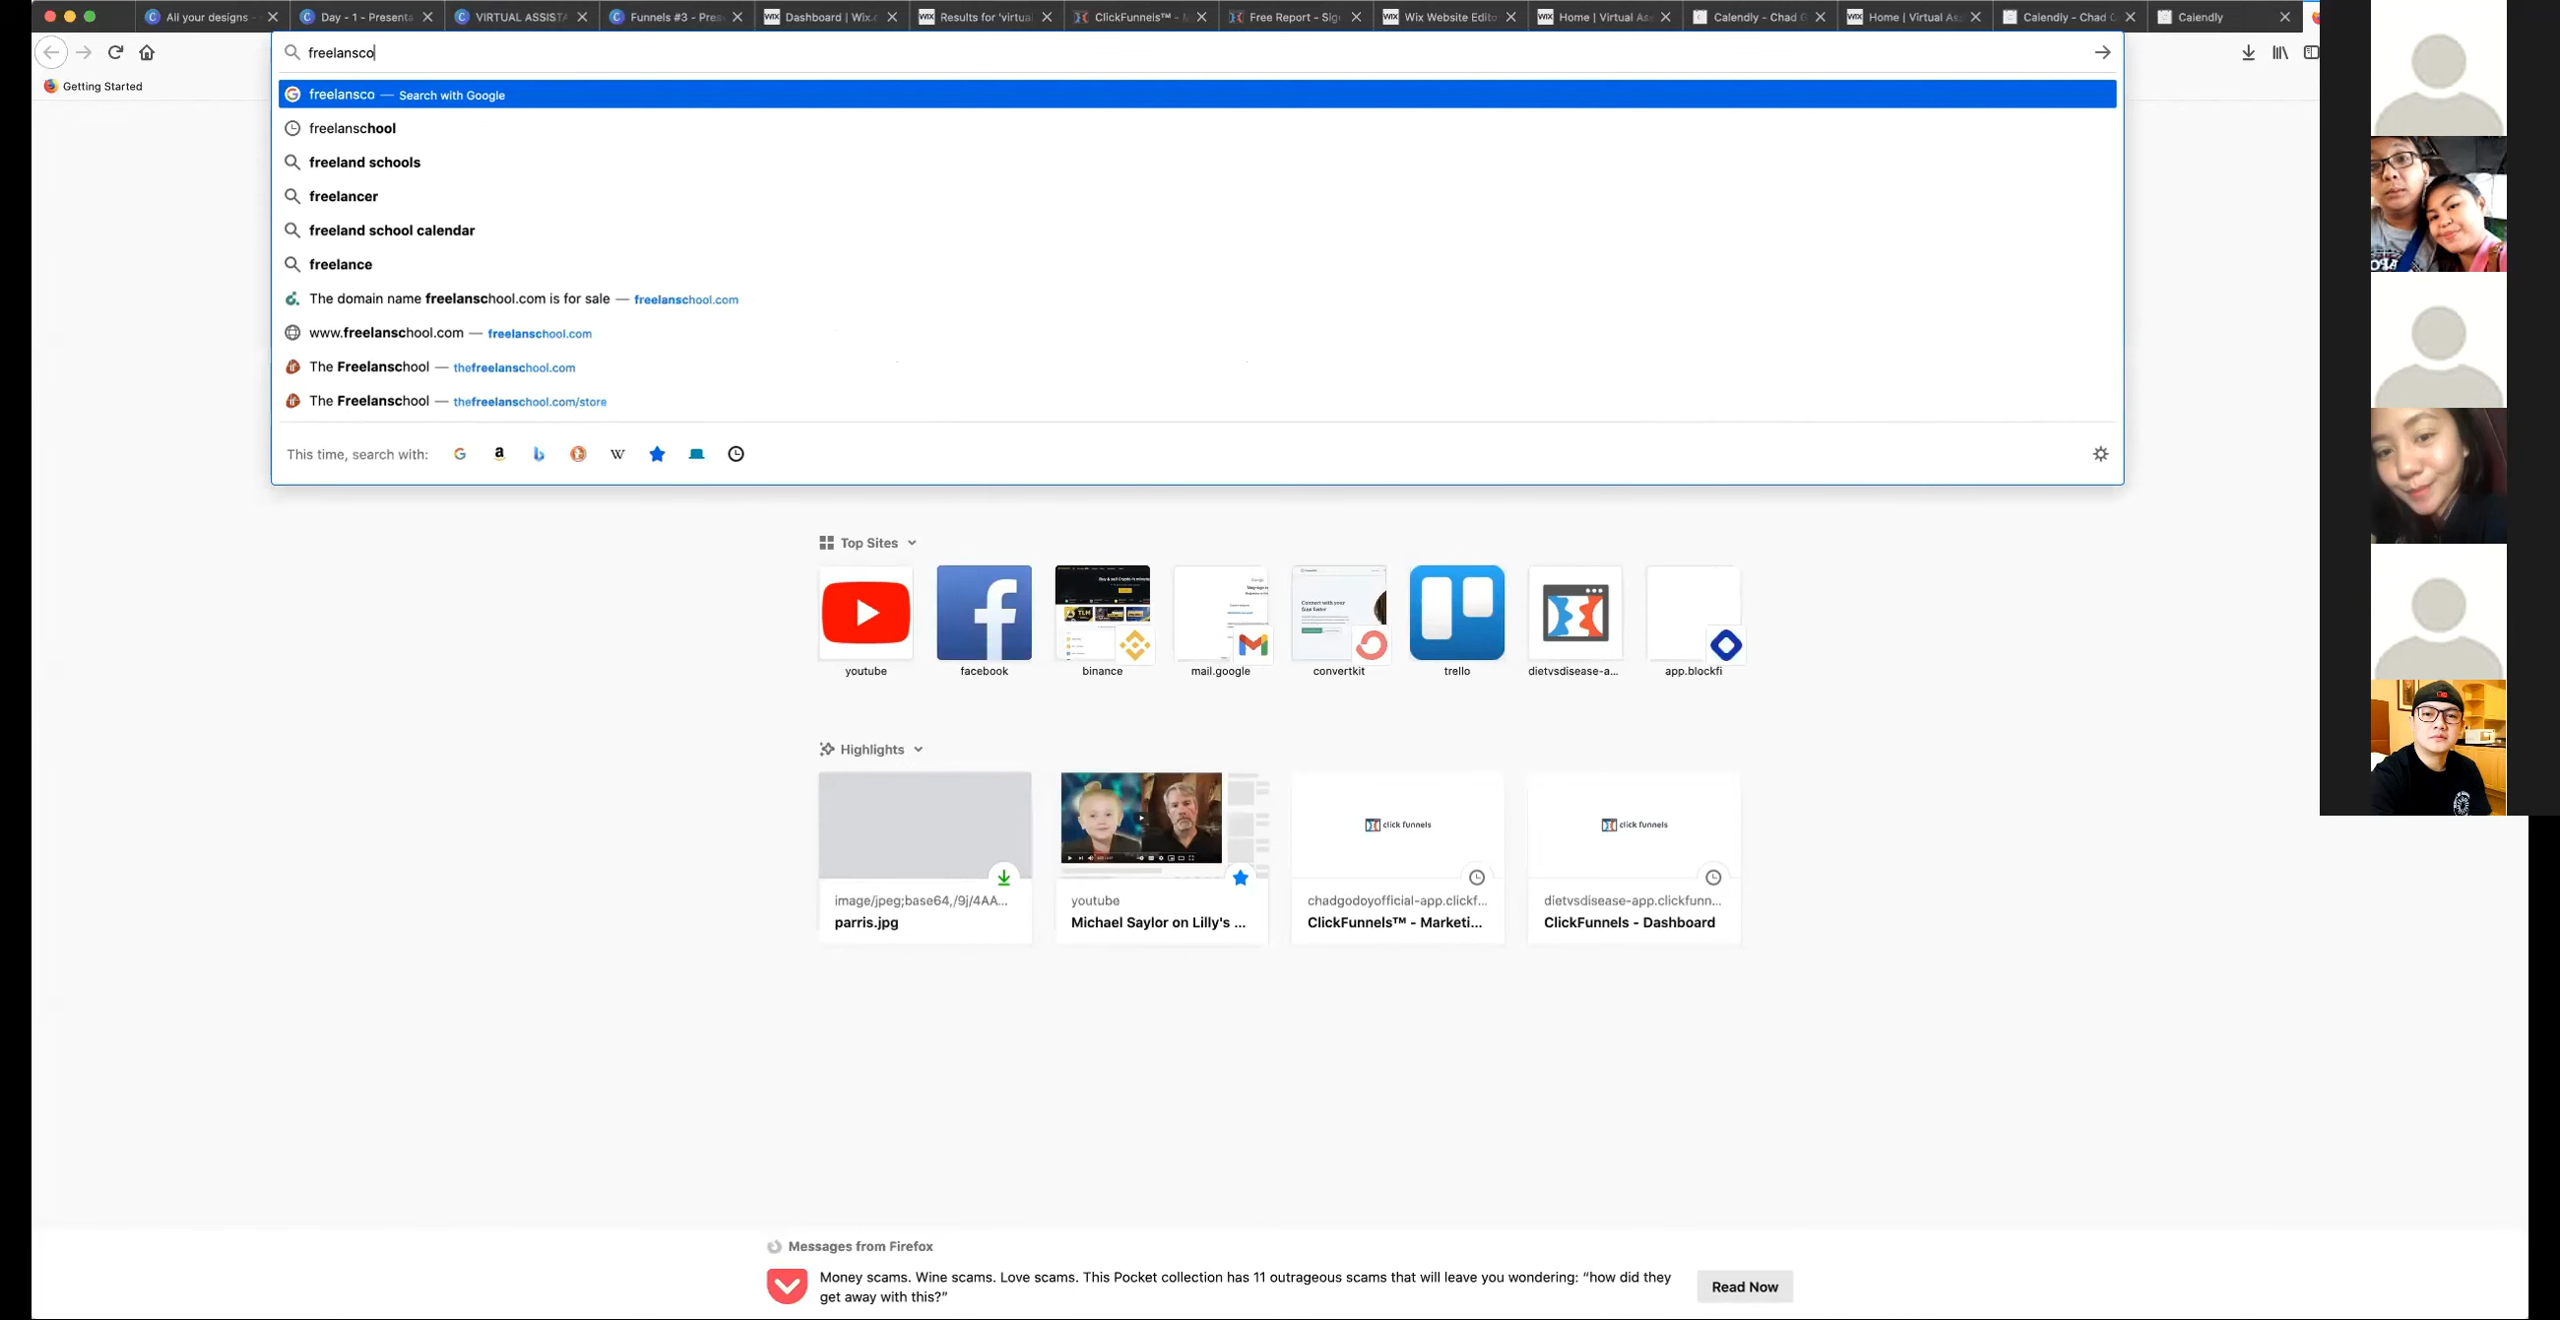 All your designs -
Day - 1 - Presenta
VIRTUAL ASSISTA
Funnels #3 - Pres
Dashboard | Wix.c
Results for 'virtual
ClickFunnels™ - M
Free Report - Sig
Wix Website Edito
Home | Virtual Ass
Calendly - Chad G
Home | Virtual Ass
Calendly - Chad G
Calendly
freelansco
Getting Started
freelansco — Search with Google
freelanschool
freeland schools
freelancer
freeland school calendar
freelance
The domain name freelanschool.com is for sale — freelanschool.com
www.freelanschool.com — freelanschool.com
The Freelanschool — thefreelanschool.com
The Freelanschool — thefreelanschool.com/store
This time, search with:
Top Sites
youtube
facebook
binance
mail.google
convertkit
trello
dietvsdisease-a...
app.blockfi
Highlights
click funnels
click funnels
image/jpeg;base64,/9j/4AA...
parris.jpg
youtube
Michael Saylor on Lilly's ...
chadgodoyofficial-app.clickf...
ClickFunnels™ - Marketi...
dietvsdisease-app.clickfunn...
ClickFunnels - Dashboard
Messages from Firefox
Money scams. Wine scams. Love scams. This Pocket collection has 11 outrageous scams that will leave you wondering: “how did they
get away with this?”
Read Now